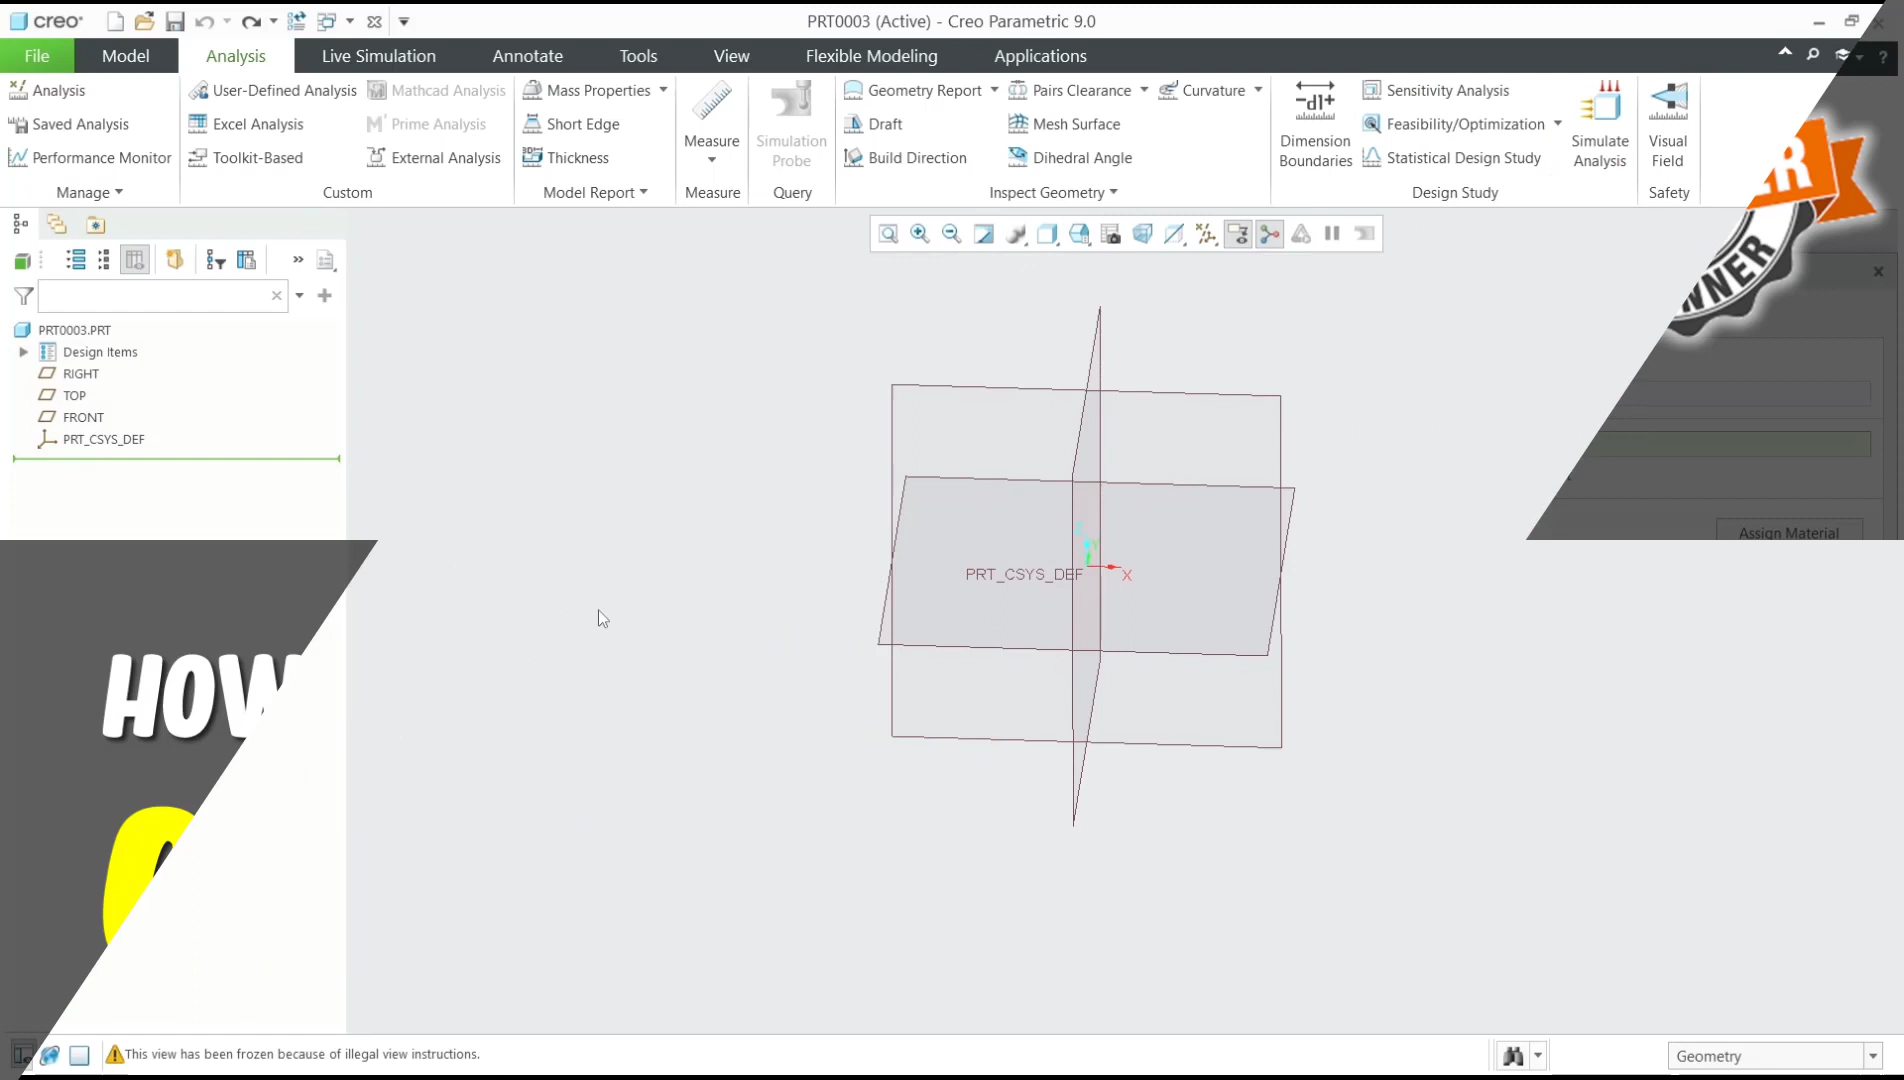 creo
PRT0003 (Active) - Creo Parametric 9.0
File Model Analysis Live Simulation Annotate Tools View Flexible Modeling Applications
Analysis User-Defined Analysis Mathcad Analysis Mass Properties Geometry Report Pairs Clearance Curvature Sensitivity Analysis
Saved Analysis Excel Analysis Prime Analysis Short Edge Draft Mesh Surface Feasibility/Optimization
Measure Simulation Probe Dimension Boundaries Simulate Analysis Visual Field
Performance Monitor Toolkit-Based External Analysis Thickness Build Direction Dihedral Angle Statistical Design Study
Manage Custom Model Report Measure Query Inspect Geometry Design Study Safety
PRT0003.PRT
Design Items
RIGHT
TOP
FRONT
PRT_CSYS_DEF
Assign Material
Z
Y
PRT_CSYS_DEF X
HOW
This view has been frozen because of illegal view instructions.
Geometry